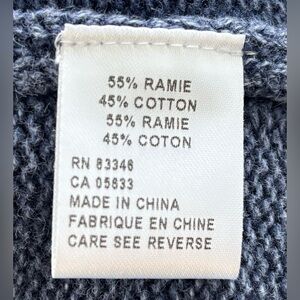 55% RAMIE
45% COTTON
55% RAMIE
45% COTON
RN 83346
CA 05633
MADE IN CHINA
FABRIQUE EN CHINE
CARE SEE REVERSE